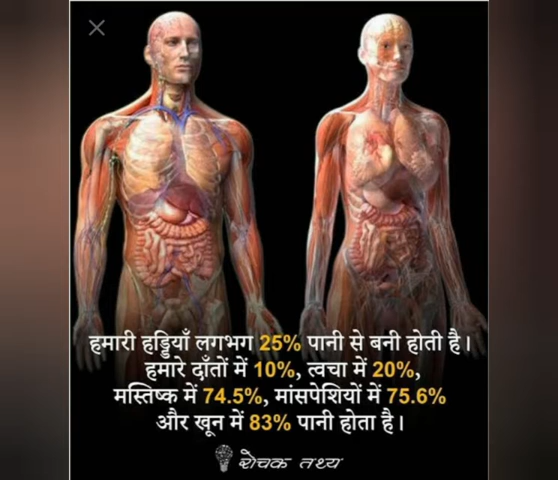 हमारी हड्डियाँ लगभग 25% पानी से बनी होती है।
हमारे दाँतों में 10%, त्वचा में 20%,
मस्तिष्क में 74.5%, मांसपेशियों में 75.6%
और खून में 83% पानी होता है।
रोचक तथ्य